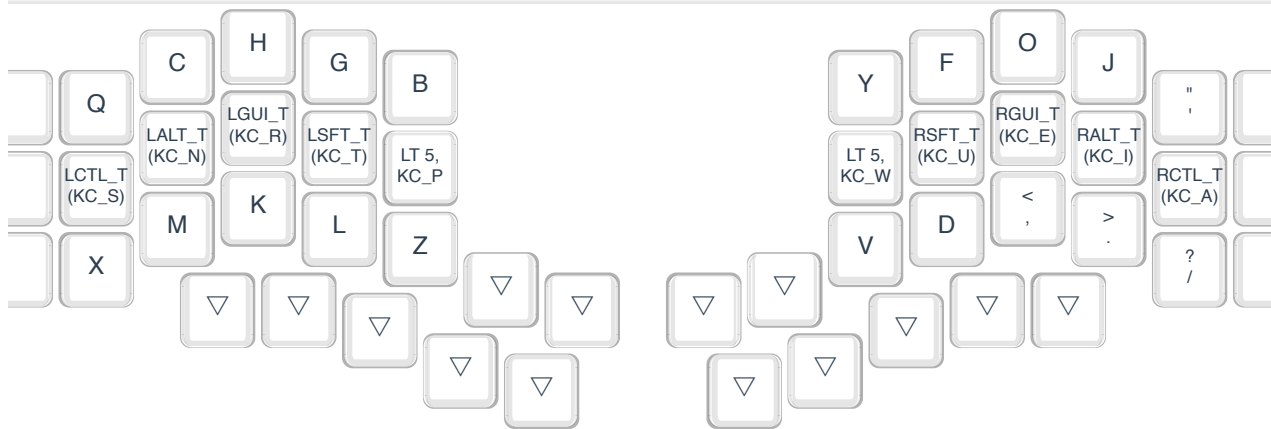 Q
C
H
G
B
Y
F
O
J
"
'
LCTL_T
(KC_S)
LALT_T
(KC_N)
LGUI_T
(KC_R)
LSFT_T
(KC_T)
LT 5,
KC_P
LT 5,
KC_W
RSFT_T
(KC_U)
RGUI_T
(KC_E)
RALT_T
(KC_I)
RCTL_T
(KC_A)
X
M
K
L
Z
V
D
<
,
>
.
?
/
▽
▽
▽
▽
▽
▽
▽
▽
▽
▽
▽
▽
▽
▽